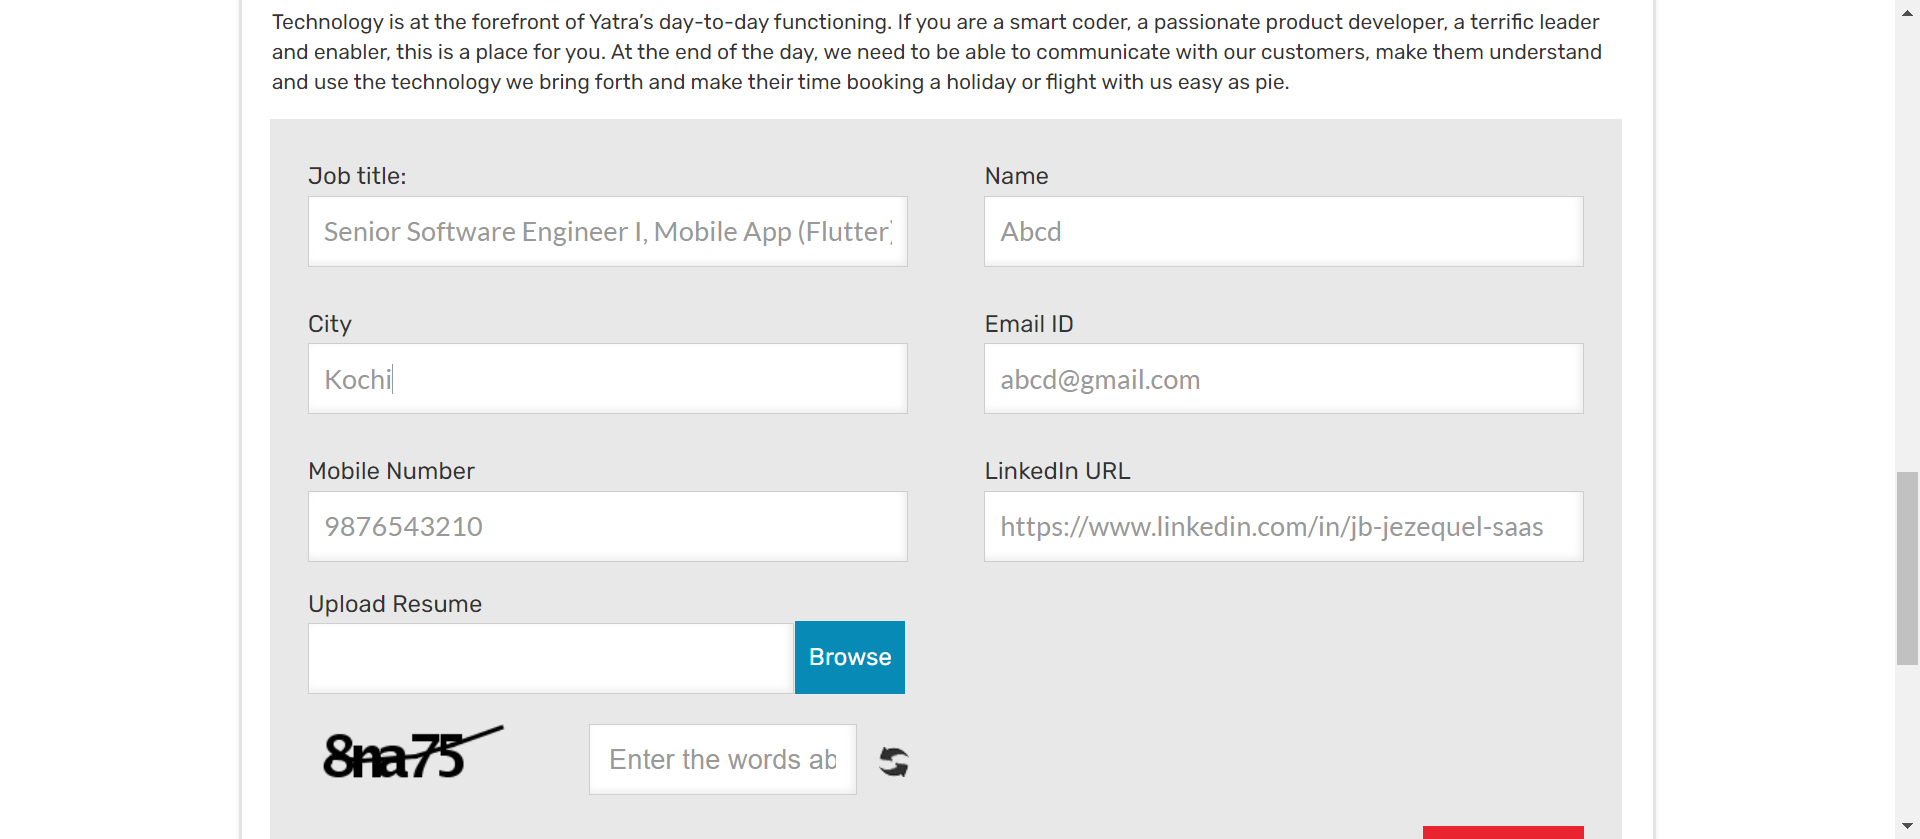 Technology is at the forefront of Yatra’s day-to-day functioning. If you are a smart coder, a passionate product developer, a terrific leader
and enabler, this is a place for you. At the end of the day, we need to be able to communicate with our customers, make them understand
and use the technology we bring forth and make their time booking a holiday or flight with us easy as pie.
Job title:
Name
Senior Software Engineer I, Mobile App (Flutter)
Abcd
City
Email ID
Kochi
abcd@gmail.com
Mobile Number
LinkedIn URL
9876543210
https://www.linkedin.com/in/jb-jezequel-saas
Upload Resume
Browse
8na75
Enter the words ab